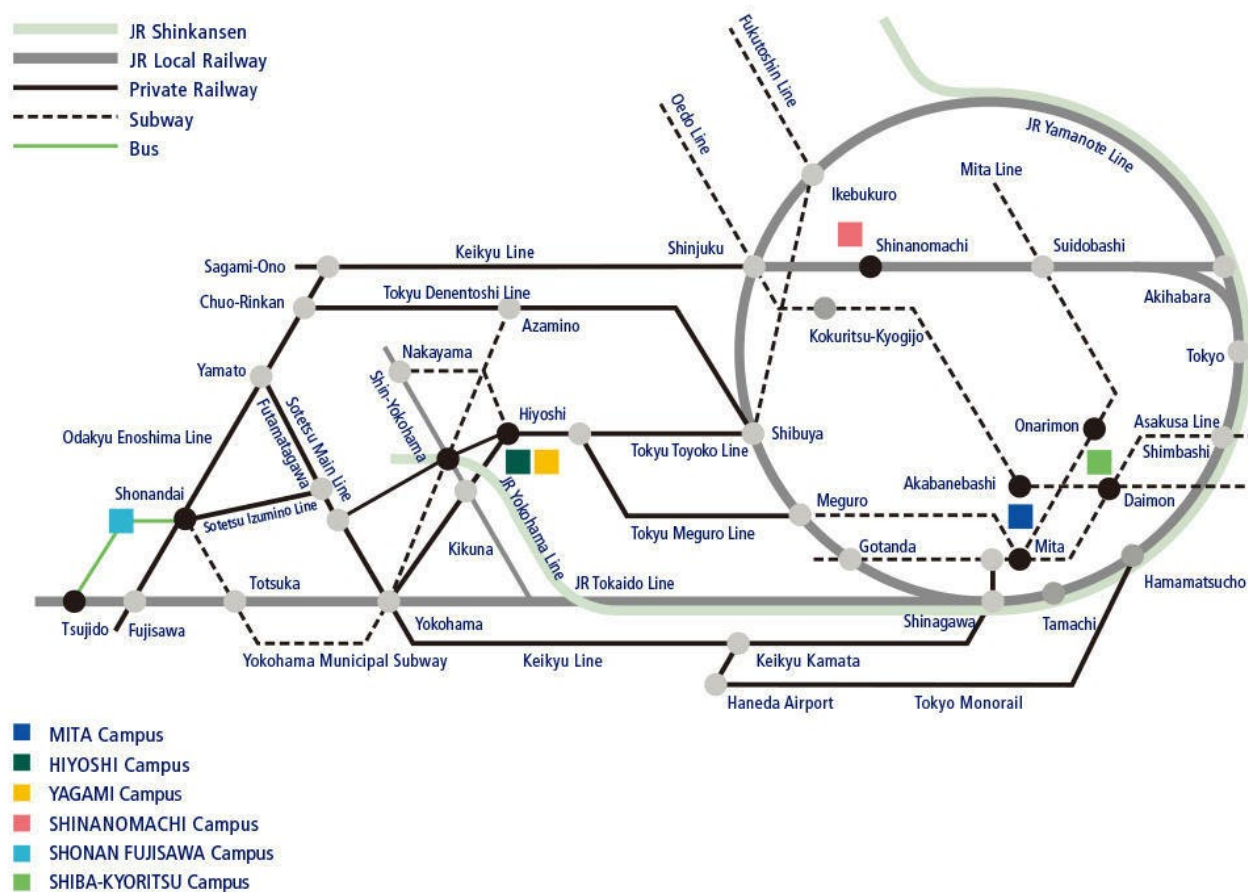 JR Shinkansen
JR Local Railway
Private Railway
Subway
Bus
Fukutoshin Line
Oedo Line
JR Yamanote Line
Mita Line
Ikebukuro
Keikyu Line
Shinjuku
Shinanomachi
Suidobashi
Sagami-Ono
Chuo-Rinkan
Tokyu Denentoshi Line
Akihabara
Azamino
Kokuritsu-Kyogijo
Nakayama
Tokyo
Yamato
Shin-Yokohama
Hiyoshi
Futamatagawa
Sotetsu Main Line
Onarimon
Asakusa Line
Odakyu Enoshima Line
Shibuya
Tokyu Toyoko Line
Shimbashi
Akabanebashi
Shonandai
JR Yokohama Line
Meguro
Daimon
Sotetsu Izumino Line
Tokyu Meguro Line
Kikuna
Gotanda
Mita
Totsuka
JR Tokaido Line
Hamamatsucho
Tsujido
Fujisawa
Yokohama
Shinagawa
Tamachi
Yokohama Municipal Subway
Keikyu Line
Keikyu Kamata
Haneda Airport
Tokyo Monorail
MITA Campus
HIYOSHI Campus
YAGAMI Campus
SHINANOMACHI Campus
SHONAN FUJISAWA Campus
SHIBA-KYORITSU Campus